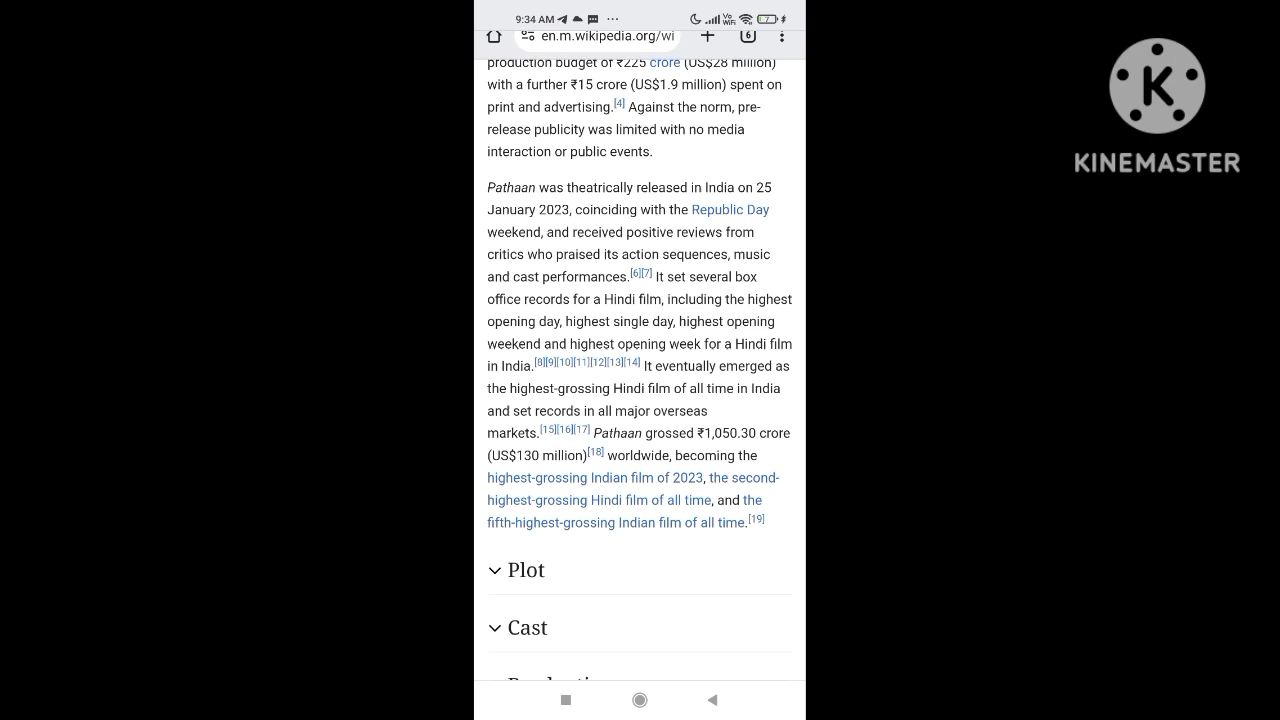 9:34 AM
Vo
WiFi
7
en.m.wikipedia.org/wi
6
production budget of ₹225 crore (US$28 million)
with a further ₹15 crore (US$1.9 million) spent on
print and advertising.[4] Against the norm, pre-
release publicity was limited with no media
interaction or public events.
Pathaan was theatrically released in India on 25
January 2023, coinciding with the Republic Day
weekend, and received positive reviews from
critics who praised its action sequences, music
and cast performances.[6][7] It set several box
office records for a Hindi film, including the highest
opening day, highest single day, highest opening
weekend and highest opening week for a Hindi film
in India.[8][9][10][11][12][13][14] It eventually emerged as
the highest-grossing Hindi film of all time in India
and set records in all major overseas
markets.[15][16][17] Pathaan grossed ₹1,050.30 crore
(US$130 million)[18] worldwide, becoming the
highest-grossing Indian film of 2023, the second-
highest-grossing Hindi film of all time, and the
fifth-highest-grossing Indian film of all time.[19]
Plot
Cast
K
KINEMASTER